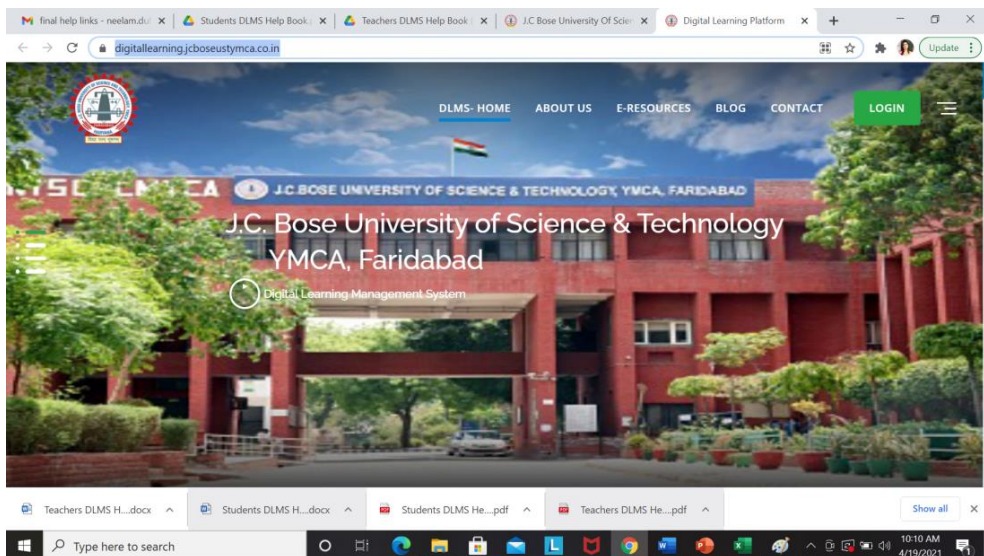 final help links - neelam.du
Students DLMS Help Book.
Teachers DLMS Help Book
J.C Bose University Of Scien
Digital Learning Platform
digitallearning.jcboseustymca.co.in
Update
DLMS- HOME ABOUT US E-RESOURCES BLOG CONTACT LOGIN
J.C.BOSE UNIVERSITY OF SCIENCE & TECHNOLOGY, YMCA, FARIDABAD
J.C. Bose University of Science & Technology
YMCA, Faridabad
Digital Learning Management System
Teachers DLMS H....docx
Students DLMS H....docx
Students DLMS He....pdf
Teachers DLMS He....pdf
Show all
Type here to search
10:10 AM
4/19/2021